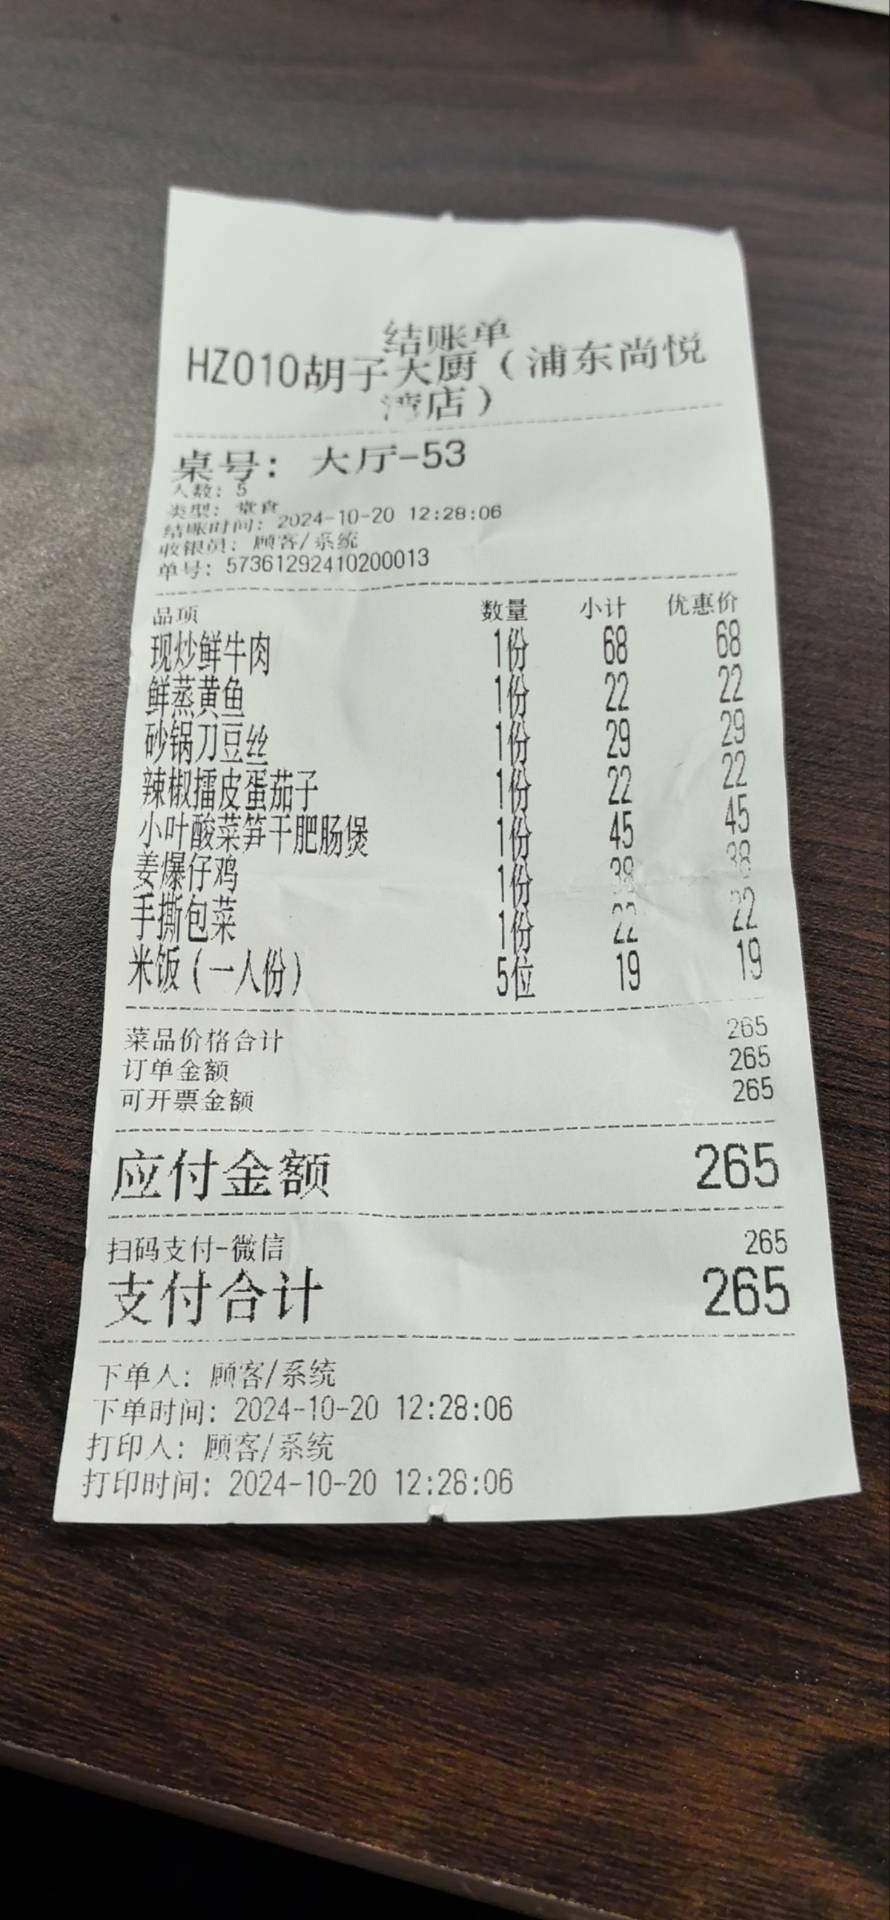 结账单
HZ010胡子大厨（浦东尚悦
湾店）
桌号： 大厅-53
人数：5
类型：堂食
结账时间：2024-10-20 12:28:06
收银员：顾客/系统
单号：573612924102000​13
品项 数量 小计 优惠价
现炒鲜牛肉 1份 68 68
鲜蒸黄鱼 1份 22 22
砂锅刀豆丝 1份 29 29
辣椒擂皮蛋茄子 1份 22 22
小叶酸菜笋干肥肠煲 1份 45 45
姜爆仔鸡 1份 38 38
手撕包菜 1份 22 22
米饭（一人份） 5位 19 19
菜品价格合计 265
订单金额 265
可开票金额 265
应付金额 265
扫码支付-微信 265
支付合计 265
下单人：顾客/系统
下单时间：2024-10-20 12:28:06
打印人：顾客/系统
打印时间：2024-10-20 12:28:06